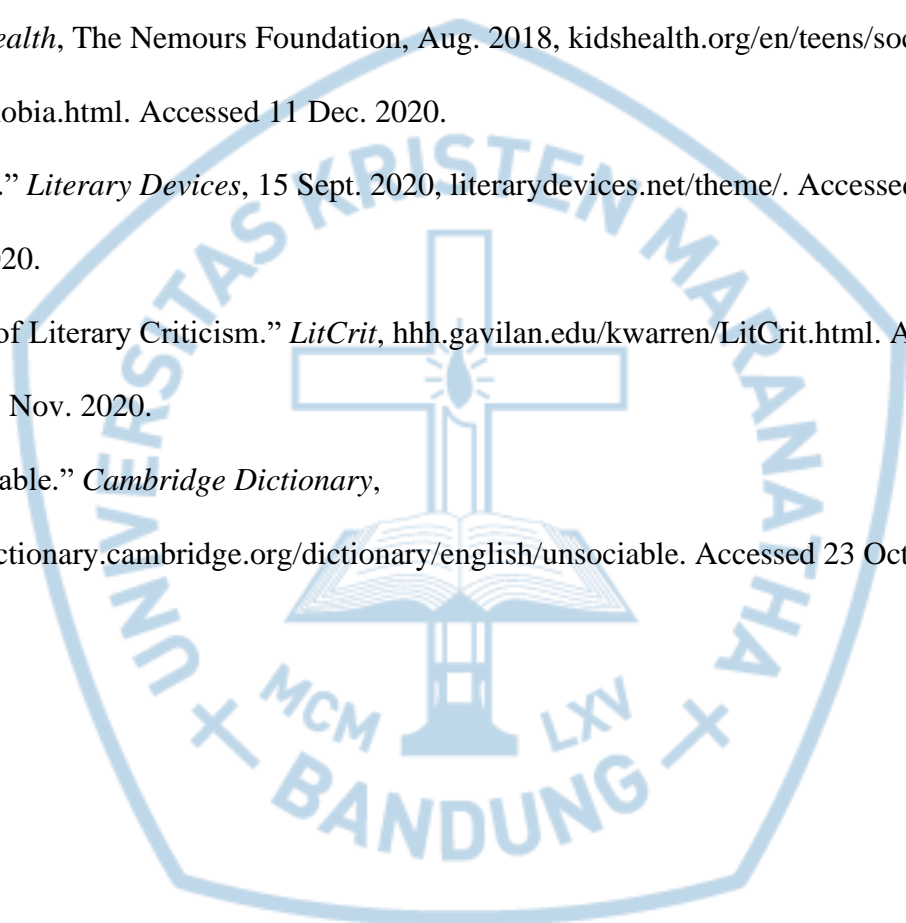 ealth, The Nemours Foundation, Aug. 2018, kidshealth.org/en/teens/soc
obia.html. Accessed 11 Dec. 2020.
.” Literary Devices, 15 Sept. 2020, literarydevices.net/theme/. Accessed
20.
of Literary Criticism.” LitCrit, hhh.gavilan.edu/kwarren/LitCrit.html. A
Nov. 2020.
able.” Cambridge Dictionary,
ctionary.cambridge.org/dictionary/english/unsociable. Accessed 23 Oct
UNIVERSITAS KRISTEN MARANATHA
MCM LXV
BANDUNG